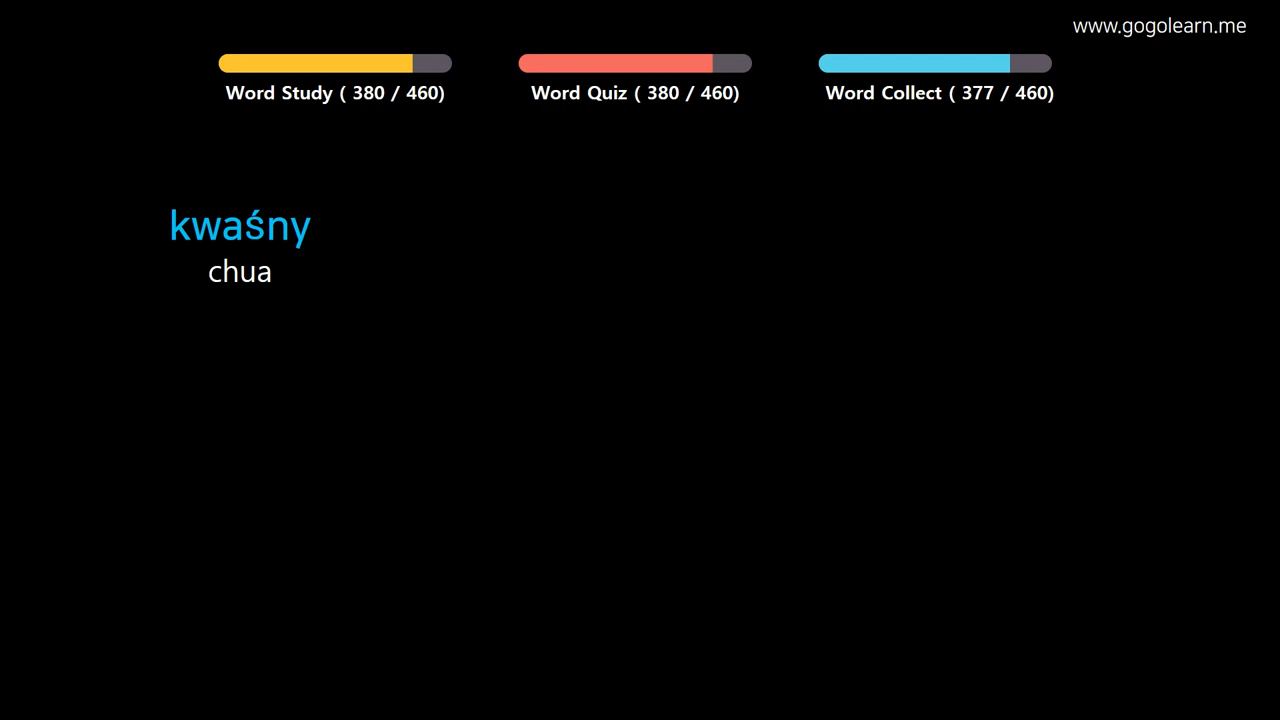 www.gogolearn.me
Word Study ( 380 / 460)
Word Quiz ( 380 / 460)
Word Collect ( 377 / 460)
kwaśny
chua